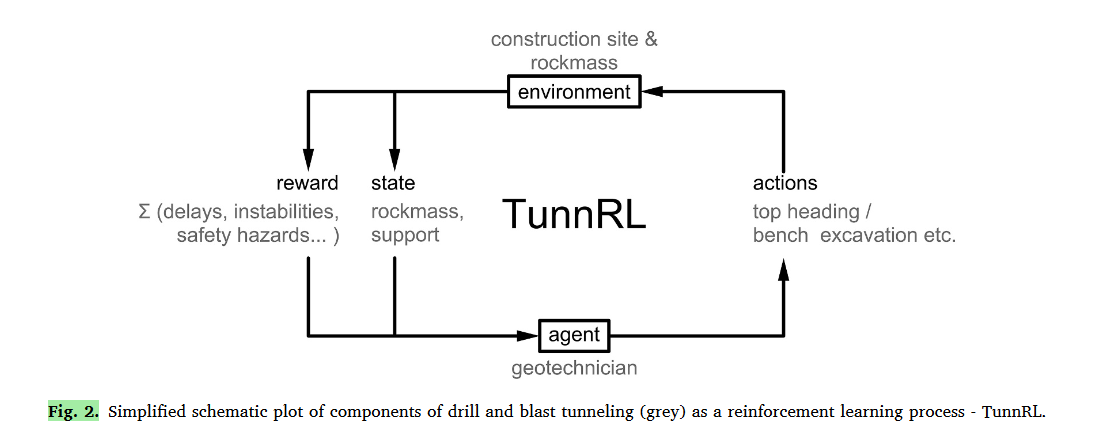 construction site &
rockmass
environment
reward
Σ (delays, instabilities,
safety hazards... )
state
rockmass,
support
TunnRL
actions
top heading /
bench excavation etc.
agent
geotechnician
Fig. 2. Simplified schematic plot of components of drill and blast tunneling (grey) as a reinforcement learning process - TunnRL.